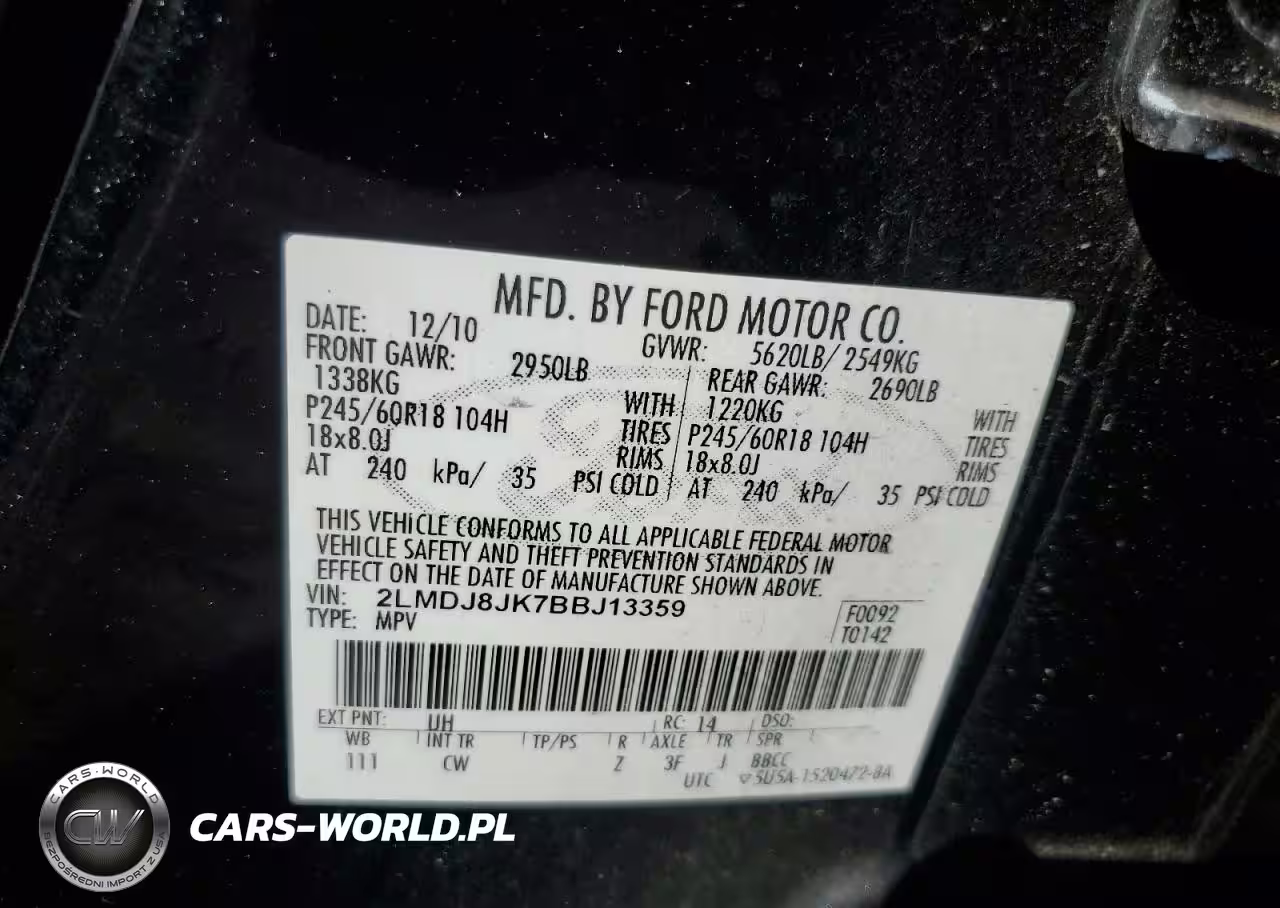 MFD. BY FORD MOTOR CO.
DATE: 12/10 GVWR: 5620LB/ 2549KG
FRONT GAWR: 2950LB REAR GAWR: 2690LB
1338KG WITH 1220KG WITH
P245/60R18 104H TIRES P245/60R18 104H TIRES
18x8.0J RIMS 18x8.0J RIMS
AT 240 kPa/ 35 PSI COLD AT 240 kPa/ 35 PSI COLD
THIS VEHICLE CONFORMS TO ALL APPLICABLE FEDERAL MOTOR
VEHICLE SAFETY AND THEFT PREVENTION STANDARDS IN
EFFECT ON THE DATE OF MANUFACTURE SHOWN ABOVE.
VIN: 2LMDJ8JK7BBJ13359 F0092
TYPE: MPV T0142
EXT PNT: UH RC: 14 DSO:
WB INT TR TP/PS R AXLE TR SPR
111 CW Z 3F J BBCC
UTC 5U5A-1520472-BA
CARS-WORLD
CW
BEZPOŚREDNI IMPORT Z USA
CARS-WORLD.PL